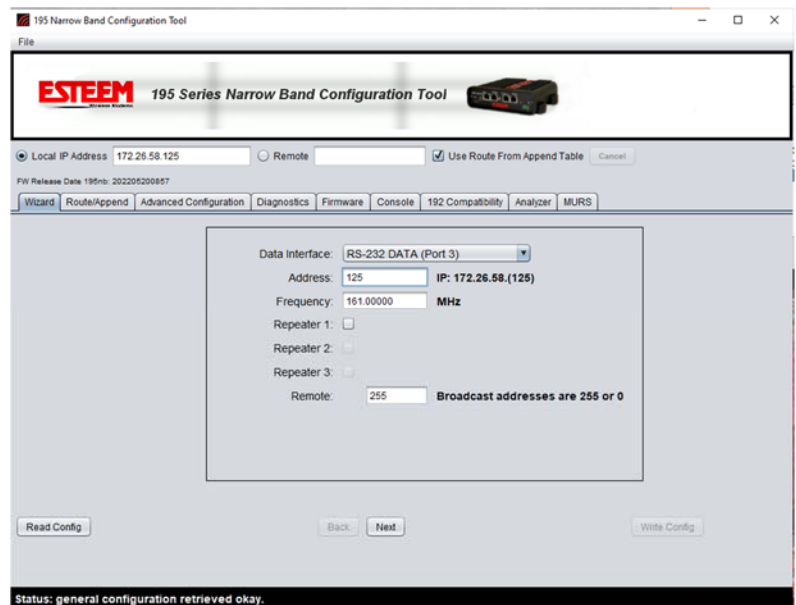 195 Narrow Band Configuration Tool
File
ESTEEM 195 Series Narrow Band Configuration Tool
Wireless Solutions
Local IP Address 172.26.58.125 Remote Use Route From Append Table Cancel
FW Release Date 195nb: 202205200857
Wizard Route/Append Advanced Configuration Diagnostics Firmware Console 192 Compatibility Analyzer MURS
Data Interface: RS-232 DATA (Port 3)
Address: 125 IP: 172.26.58.(125)
Frequency: 161.00000 MHz
Repeater 1:
Repeater 2:
Repeater 3:
Remote: 255 Broadcast addresses are 255 or 0
Read Config Back Next Write Config
Status: general configuration retrieved okay.